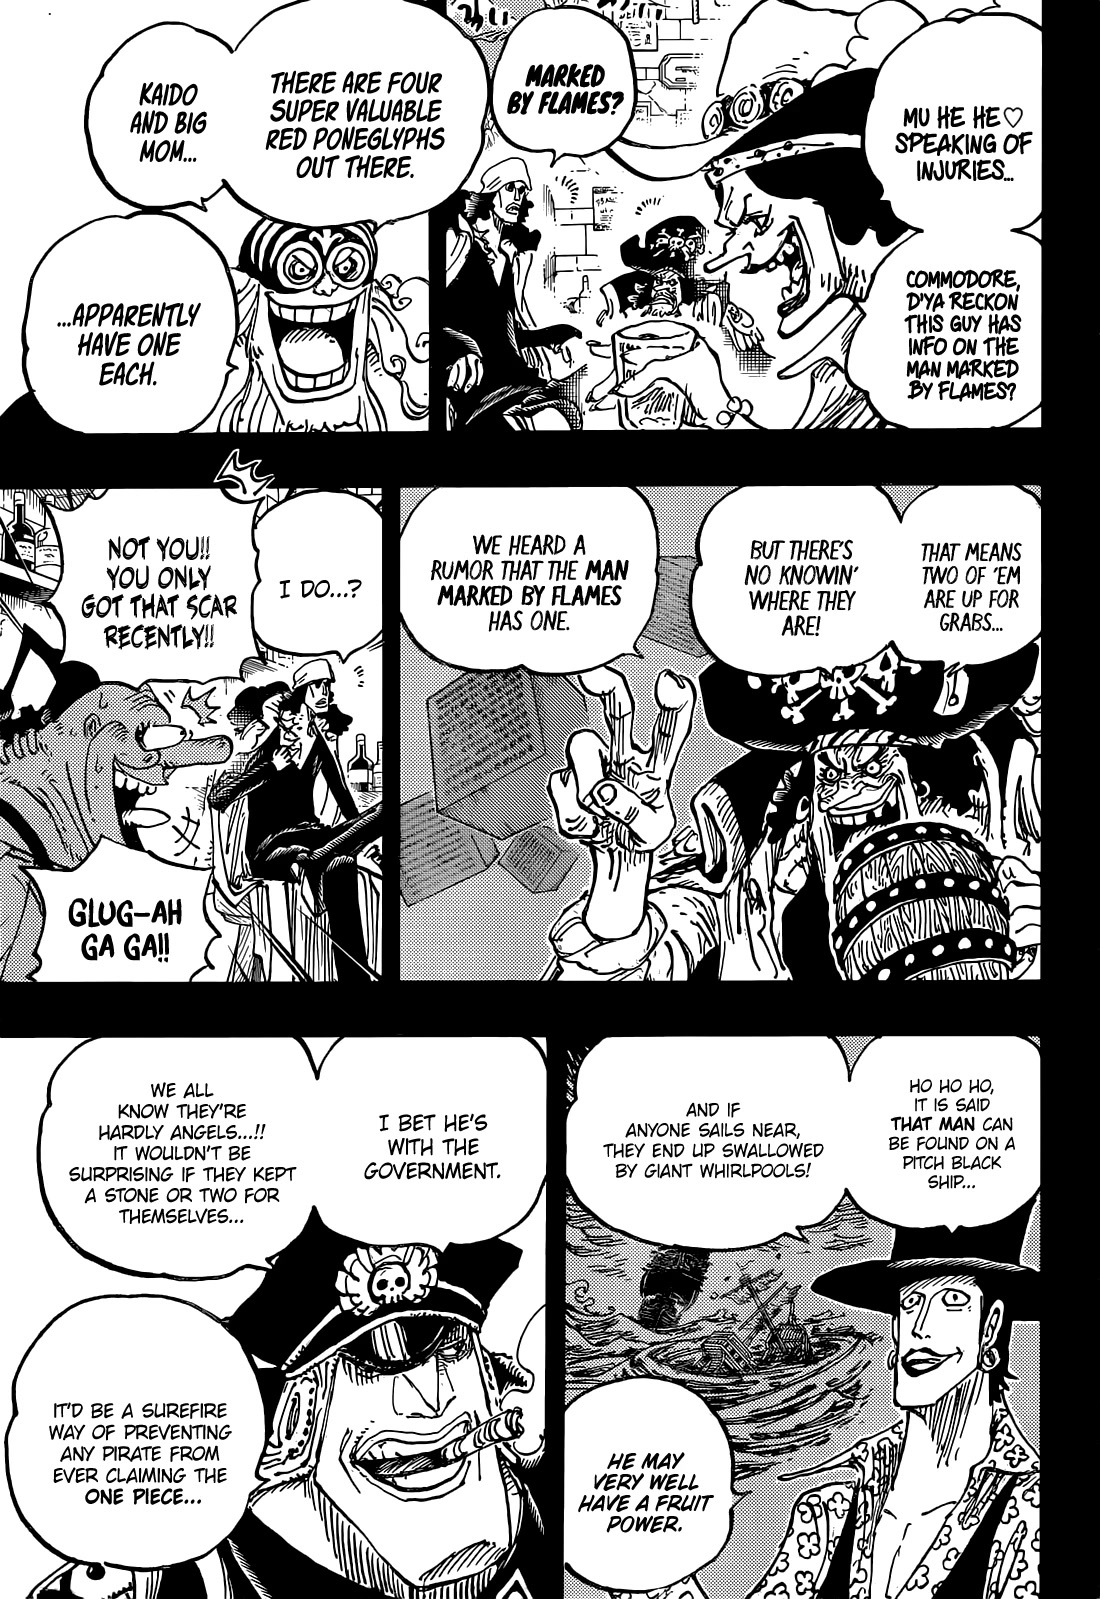 MU HE HE♡
SPEAKING OF
INJURIES...
COMMODORE,
D'YA RECKON
THIS GUY HAS
INFO ON THE
MAN MARKED
BY FLAMES?
MARKED
BY FLAMES?
THERE ARE FOUR
SUPER VALUABLE
RED PONEGLYPHS
OUT THERE.
KAIDO
AND BIG
MOM...
...APPARENTLY
HAVE ONE
EACH.
THAT MEANS
TWO OF 'EM
ARE UP FOR
GRABS...
BUT THERE'S
NO KNOWIN'
WHERE THEY
ARE!
WE HEARD A
RUMOR THAT THE MAN
MARKED BY FLAMES
HAS ONE.
I DO...?
NOT YOU!!
YOU ONLY
GOT THAT SCAR
RECENTLY!!
GLUG-AH
GA GA!!
HO HO HO,
IT IS SAID
THAT MAN CAN
BE FOUND ON A
PITCH BLACK
SHIP...
AND IF
ANYONE SAILS NEAR,
THEY END UP SWALLOWED
BY GIANT WHIRLPOOLS!
HE MAY
VERY WELL
HAVE A FRUIT
POWER.
I BET HE'S
WITH THE
GOVERNMENT.
WE ALL
KNOW THEY'RE
HARDLY ANGELS...!!
IT WOULDN'T BE
SURPRISING IF THEY KEPT
A STONE OR TWO FOR
THEMSELVES...
IT'D BE A SUREFIRE
WAY OF PREVENTING
ANY PIRATE FROM
EVER CLAIMING THE
ONE PIECE...